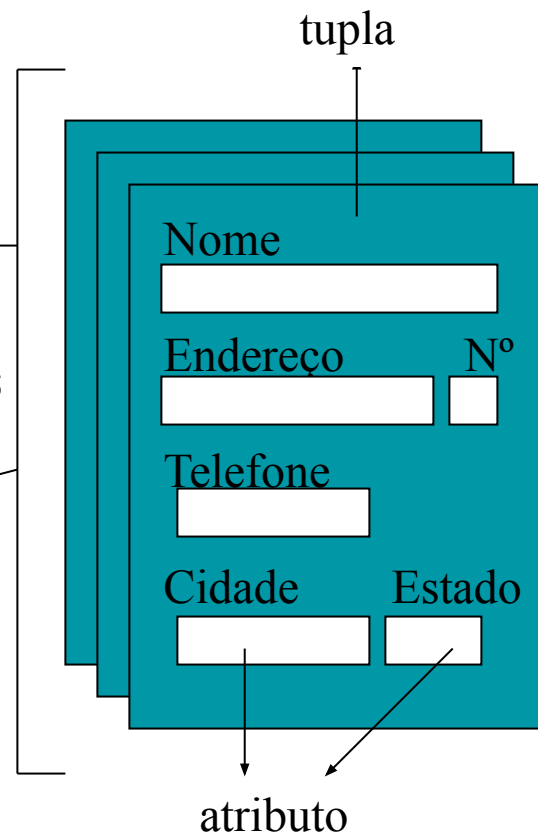 tupla
Nome
Endereço Nº
Telefone
Cidade Estado
atributo